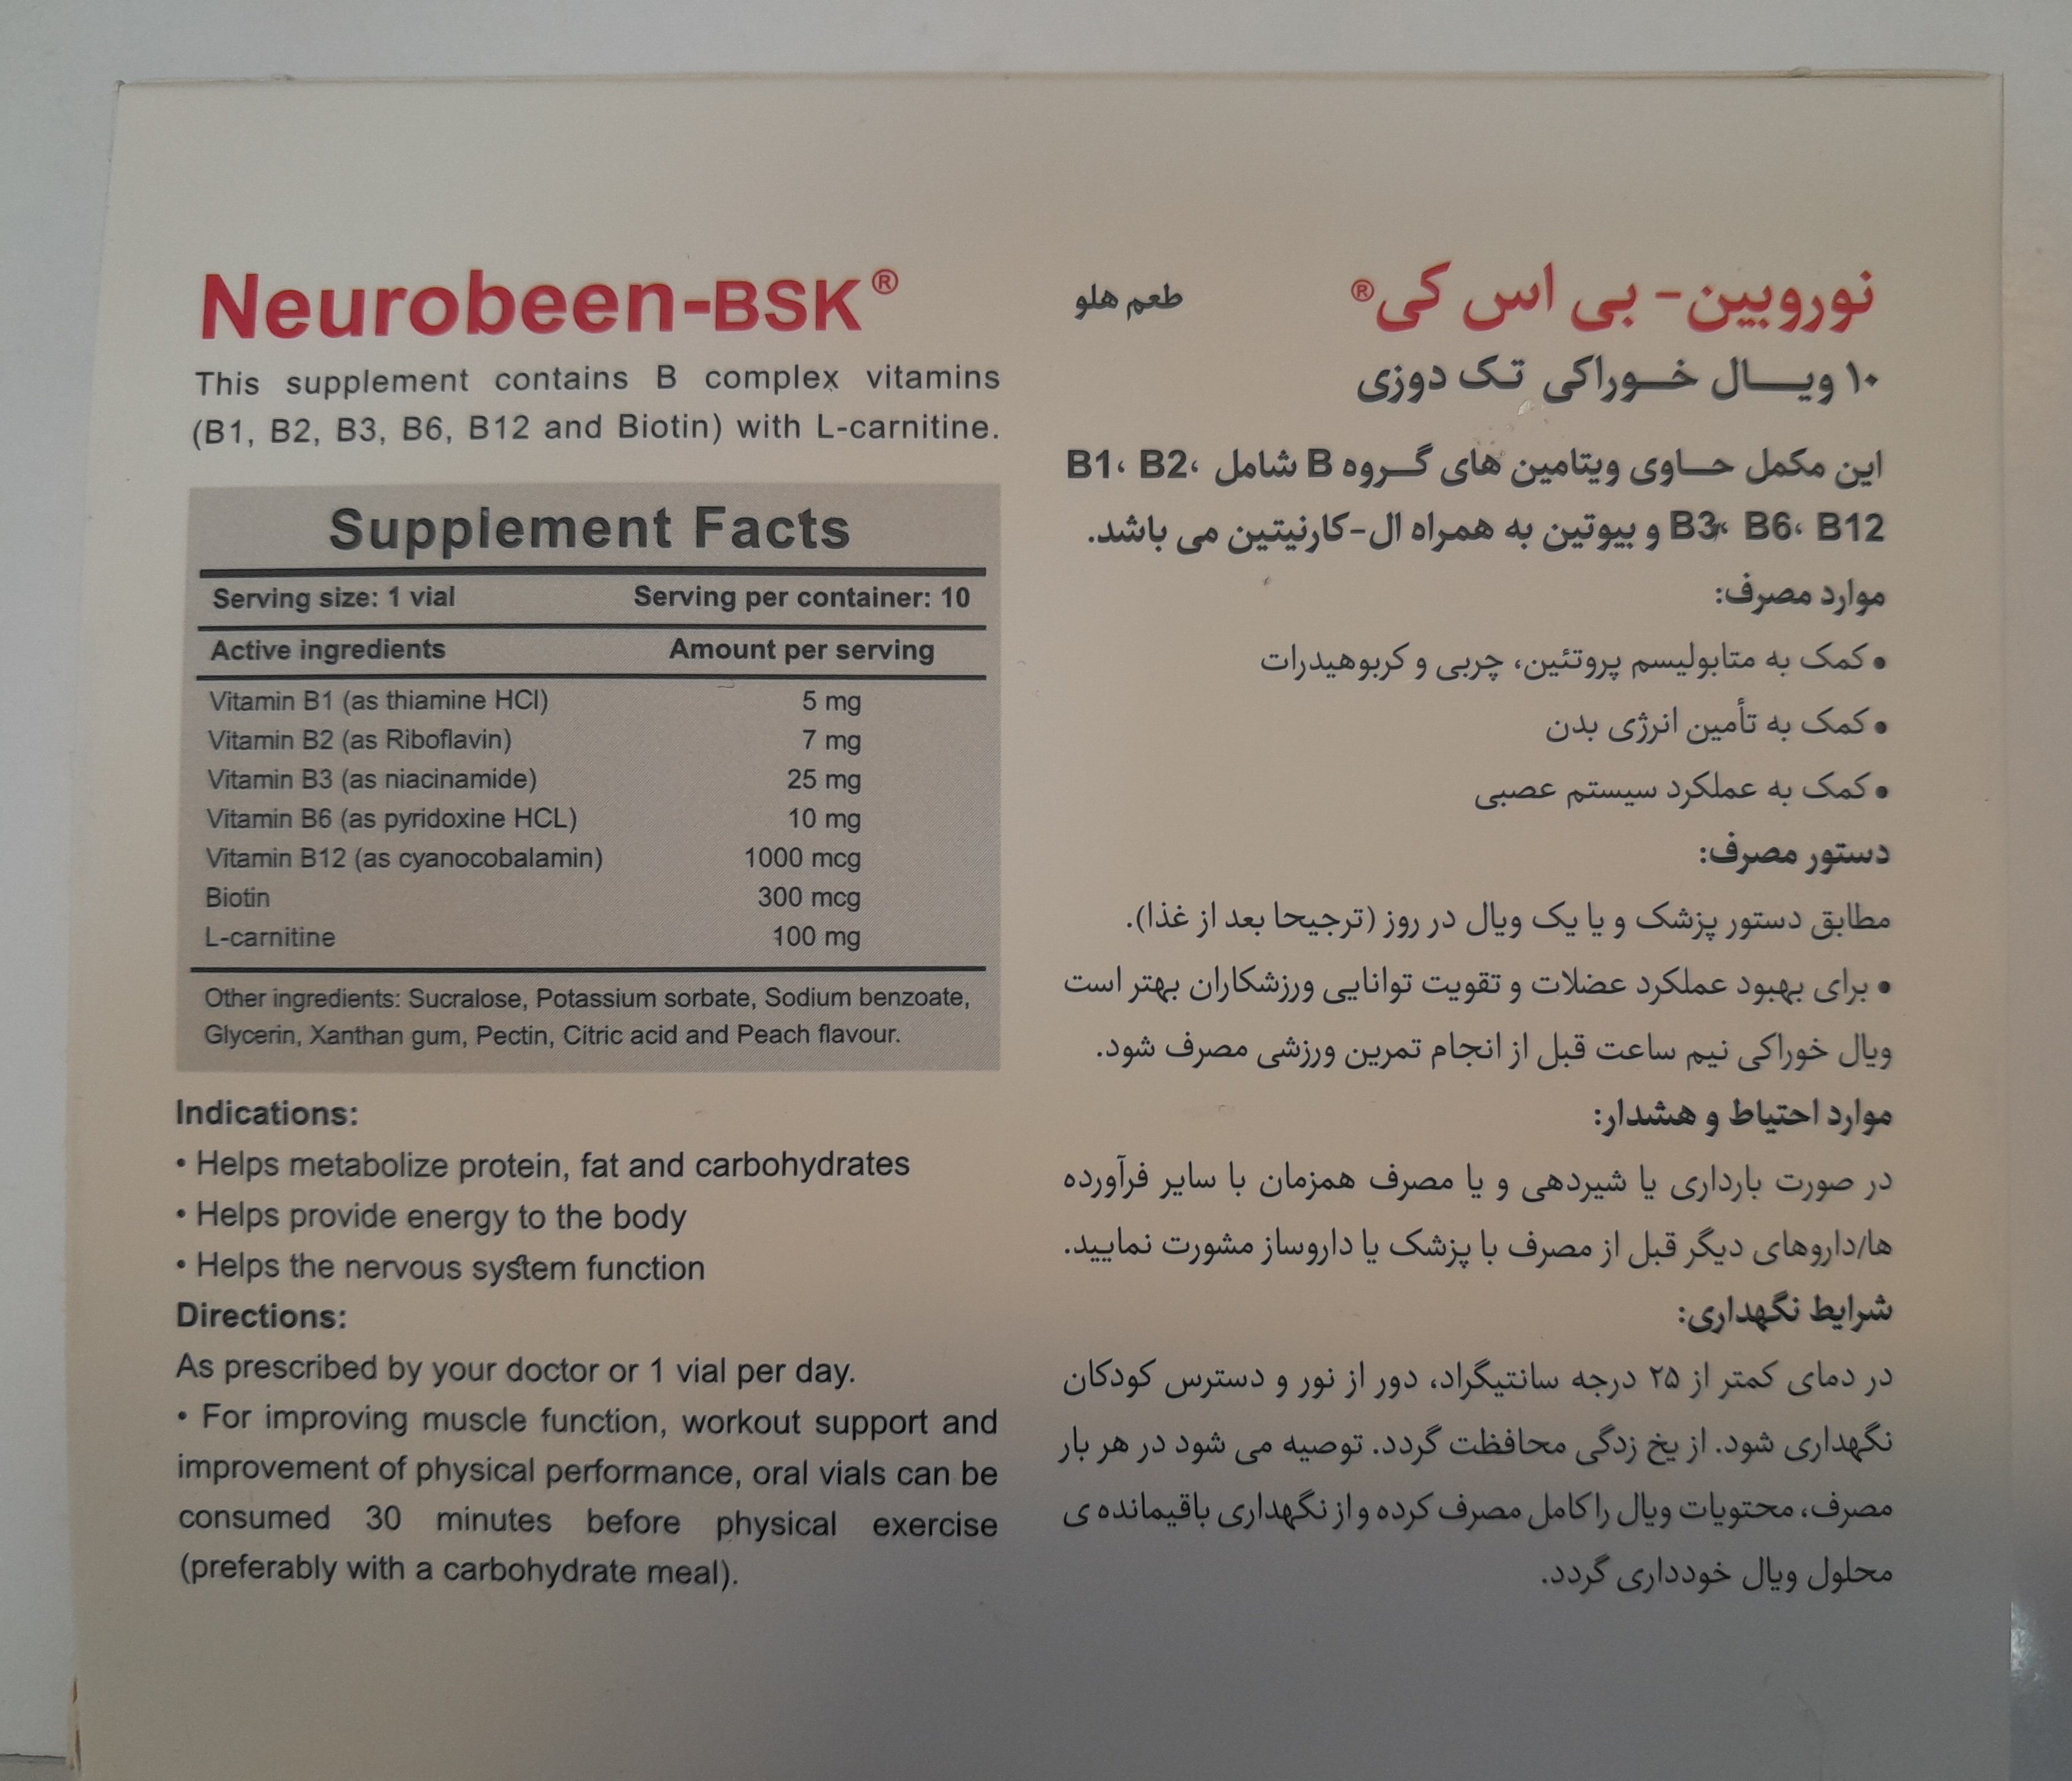 Neurobeen-BSK®
This supplement contains B complex vitamins
(B1, B2, B3, B6, B12 and Biotin) with L-carnitine.
Supplement Facts
Serving size: 1 vial Serving per container: 10
Active ingredients Amount per serving
Vitamin B1 (as thiamine HCl) 5 mg
Vitamin B2 (as Riboflavin) 7 mg
Vitamin B3 (as niacinamide) 25 mg
Vitamin B6 (as pyridoxine HCL) 10 mg
Vitamin B12 (as cyanocobalamin) 1000 mcg
Biotin 300 mcg
L-carnitine 100 mg
Other ingredients: Sucralose, Potassium sorbate, Sodium benzoate,
Glycerin, Xanthan gum, Pectin, Citric acid and Peach flavour.
Indications:
• Helps metabolize protein, fat and carbohydrates
• Helps provide energy to the body
• Helps the nervous system function
Directions:
As prescribed by your doctor or 1 vial per day.
• For improving muscle function, workout support and
improvement of physical performance, oral vials can be
consumed 30 minutes before physical exercise
(preferably with a carbohydrate meal).
نوروبین- بی اس کی® طعم هلو
۱۰ ویـــال خــوراکی تک دوزی
این مکمل حــاوی ویتامین های گــروه B شامل B1، B2،
B3، B6، B12 و بیوتین به همراه ال-کارنیتین می باشد.
موارد مصرف:
• کمک به متابولیسم پروتئین، چربی و کربوهیدرات
• کمک به تأمین انرژی بدن
• کمک به عملکرد سیستم عصبی
دستور مصرف:
مطابق دستور پزشک و یا یک ویال در روز (ترجیحا بعد از غذا).
• برای بهبود عملکرد عضلات و تقویت توانایی ورزشکاران بهتر است
ویال خوراکی نیم ساعت قبل از انجام تمرین ورزشی مصرف شود.
موارد احتیاط و هشدار:
در صورت بارداری یا شیردهی و یا مصرف همزمان با سایر فرآورده
ها/داروهای دیگر قبل از مصرف با پزشک یا داروساز مشورت نمایید.
شرایط نگهداری:
در دمای کمتر از ۲۵ درجه سانتیگراد، دور از نور و دسترس کودکان
نگهداری شود. از یخ زدگی محافظت گردد. توصیه می شود در هر بار
مصرف، محتویات ویال را کامل مصرف کرده و از نگهداری باقیمانده ی
محلول ویال خودداری گردد.